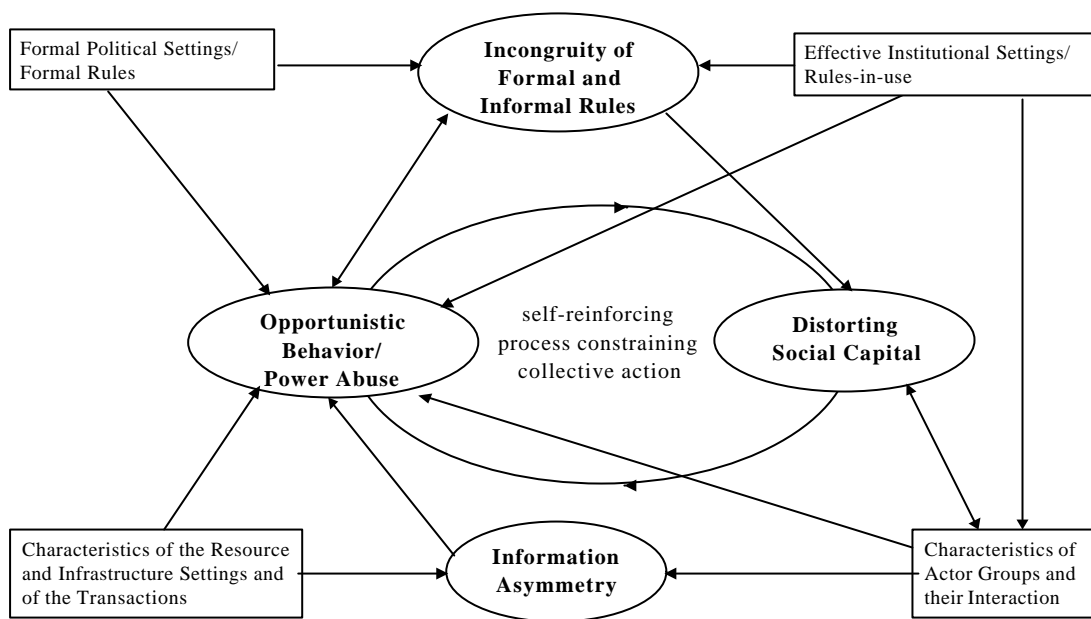 Formal Political Settings/
Formal Rules
Incongruity of
Formal and
Informal Rules
Effective Institutional Settings/
Rules-in-use
Opportunistic
Behavior/
Power Abuse
self-reinforcing
process constraining
collective action
Distorting
Social Capital
Characteristics of the Resource
and Infrastructure Settings and
of the Transactions
Information
Asymmetry
Characteristics of
Actor Groups and
their Interaction